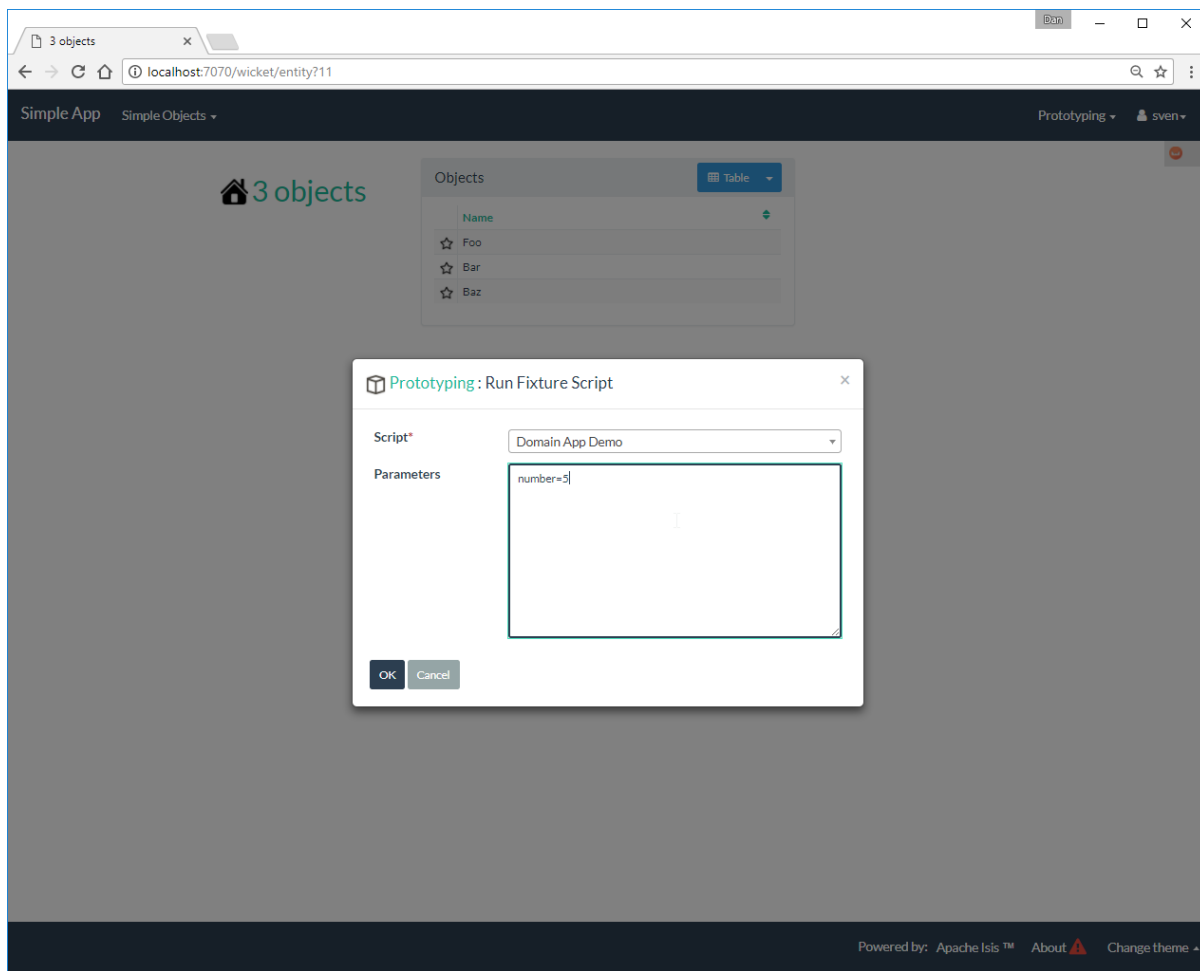 Dan
3 objects
localhost:7070/wicket/entity?11
Simple App Simple Objects Prototyping sven
3 objects
Objects Table
Name
Foo
Bar
Baz
Prototyping : Run Fixture Script ×
Script* Domain App Demo
Parameters number=5
OK Cancel
Powered by: Apache Isis ™ About Change theme